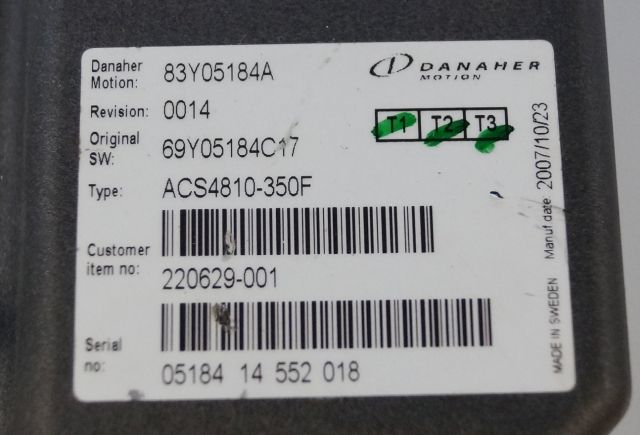 Danaher Motion: 83Y05184A
DANAHER
MOTION
Revision: 0014
T1 T2 T3
Original SW: 69Y05184C17
Type: ACS4810-350F
Customer item no: 220629-001
Serial no: 05184 14 552 018
MADE IN SWEDEN Manuf date: 2007/10/23